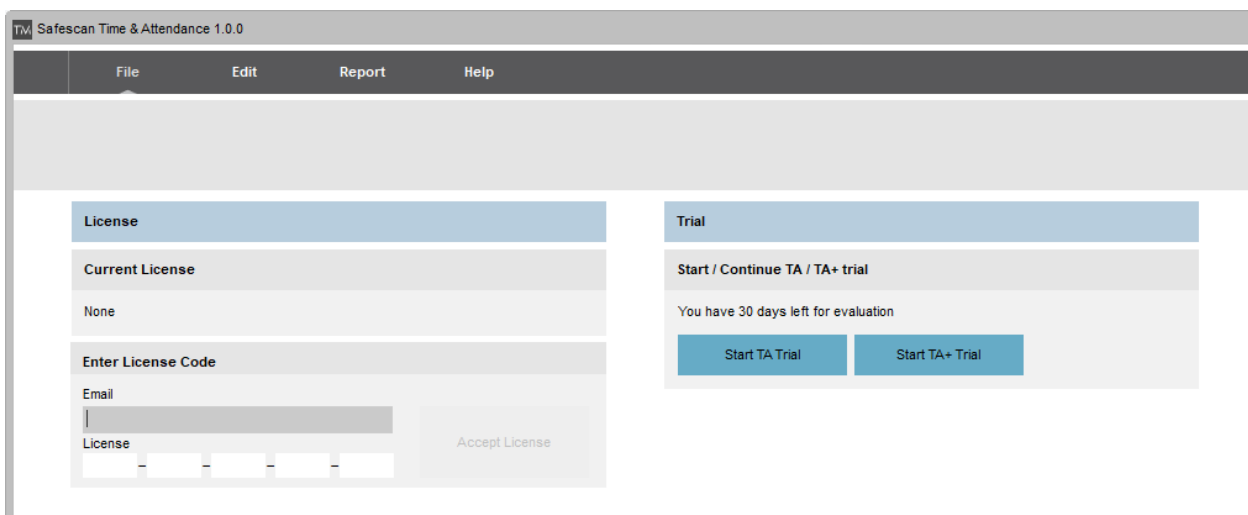 TM Safescan Time & Attendance 1.0.0
File Edit Report Help
License
Current License
None
Enter License Code
Email
License
– – – –
Accept License
Trial
Start / Continue TA / TA+ trial
You have 30 days left for evaluation
Start TA Trial Start TA+ Trial